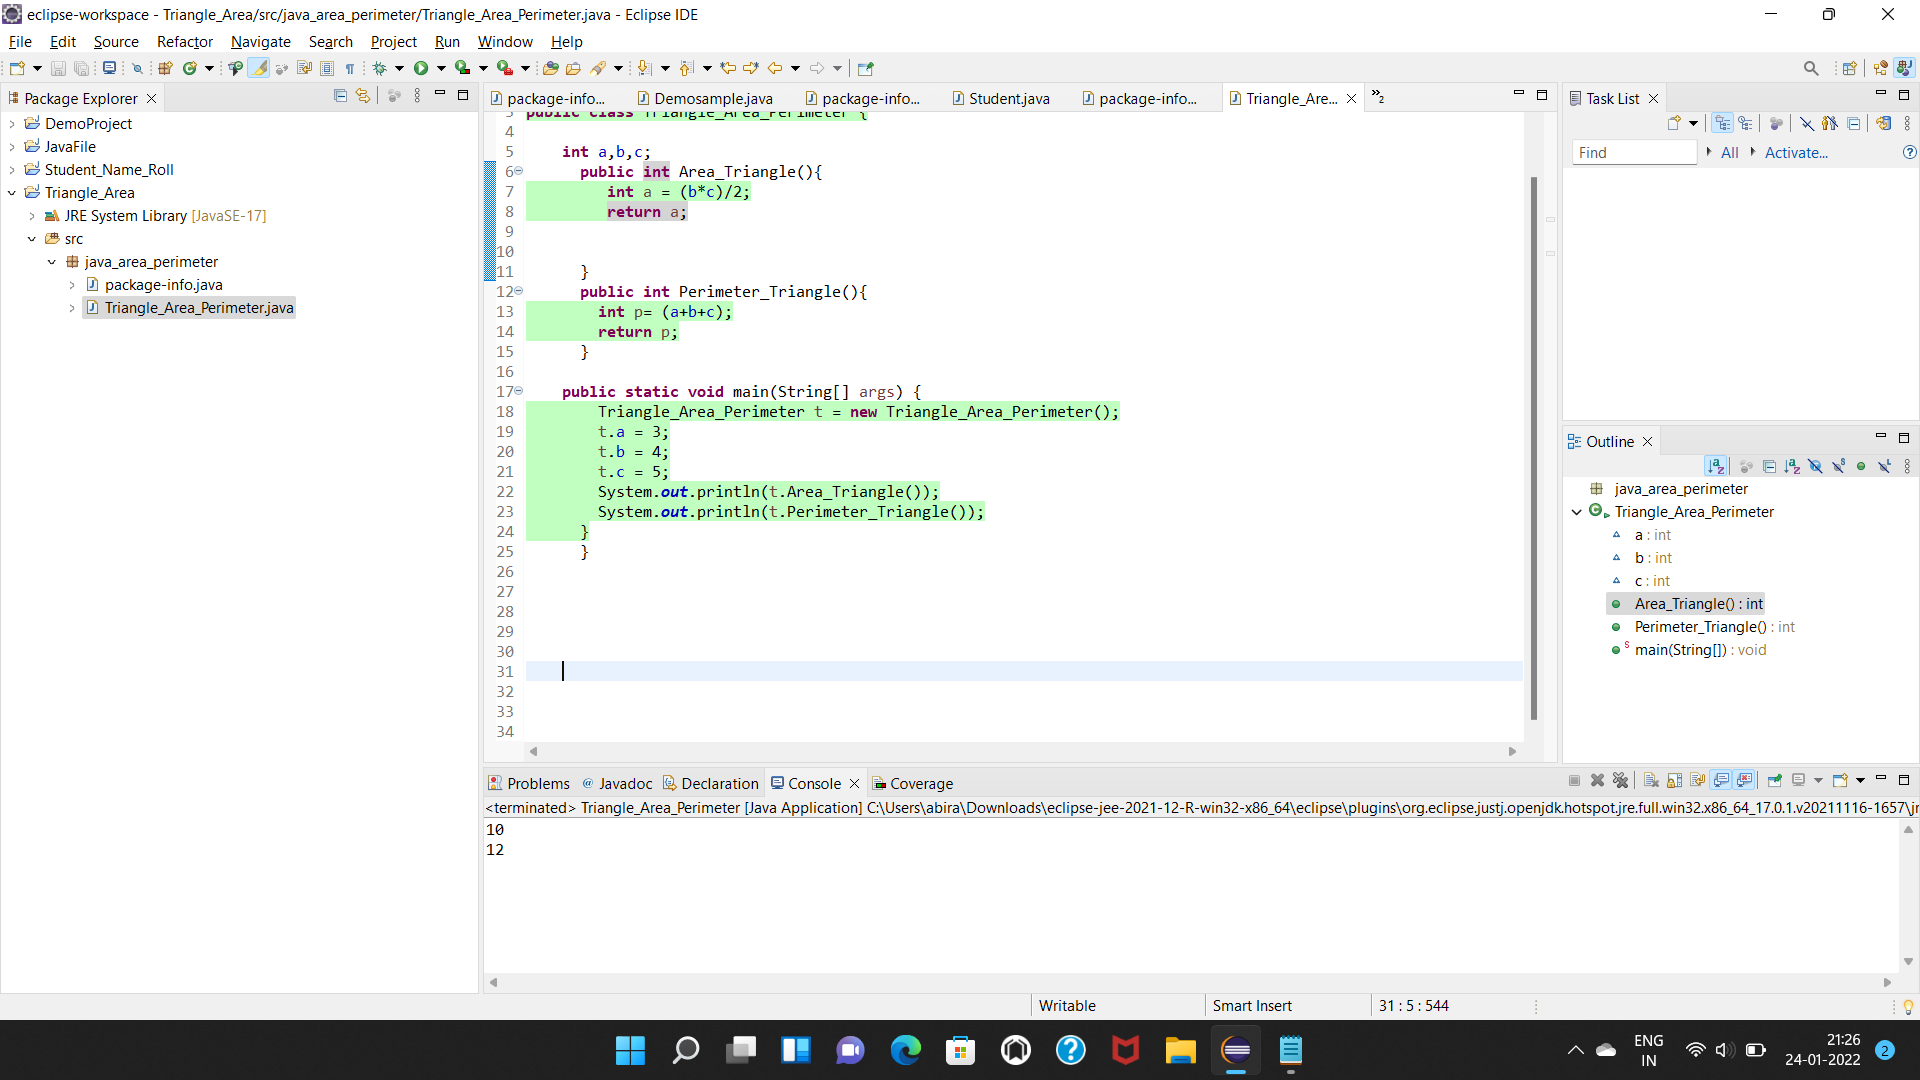 eclipse-workspace - Triangle_Area/src/java_area_perimeter/Triangle_Area_Perimeter.java - Eclipse IDE
File Edit Source Refactor Navigate Search Project Run Window Help
Package Explorer
DemoProject
JavaFile
Student_Name_Roll
Triangle_Area
JRE System Library [JavaSE-17]
src
java_area_perimeter
package-info.java
Triangle_Area_Perimeter.java
package-info... Demosample.java package-info... Student.java package-info... Triangle_Are... »2
3 public class Triangle_Area_Perimeter {
4
5 int a,b,c;
6 public int Area_Triangle(){
7 int a = (b*c)/2;
8 return a;
9
10
11 }
12 public int Perimeter_Triangle(){
13 int p= (a+b+c);
14 return p;
15 }
16
17 public static void main(String[] args) {
18 Triangle_Area_Perimeter t = new Triangle_Area_Perimeter();
19 t.a = 3;
20 t.b = 4;
21 t.c = 5;
22 System.out.println(t.Area_Triangle());
23 System.out.println(t.Perimeter_Triangle());
24 }
25 }
26
27
28
29
30
31
32
33
34
Task List
Find All Activate...
Outline
java_area_perimeter
Triangle_Area_Perimeter
a : int
b : int
c : int
Area_Triangle() : int
Perimeter_Triangle() : int
main(String[]) : void
Problems @ Javadoc Declaration Console Coverage
<terminated> Triangle_Area_Perimeter [Java Application] C:\Users\abira\Downloads\eclipse-jee-2021-12-R-win32-x86_64\eclipse\plugins\org.eclipse.justj.openjdk.hotspot.jre.full.win32.x86_64_17.0.1.v20211116-1657\jr
10
12
Writable Smart Insert 31 : 5 : 544
ENG
IN
21:26
24-01-2022
2